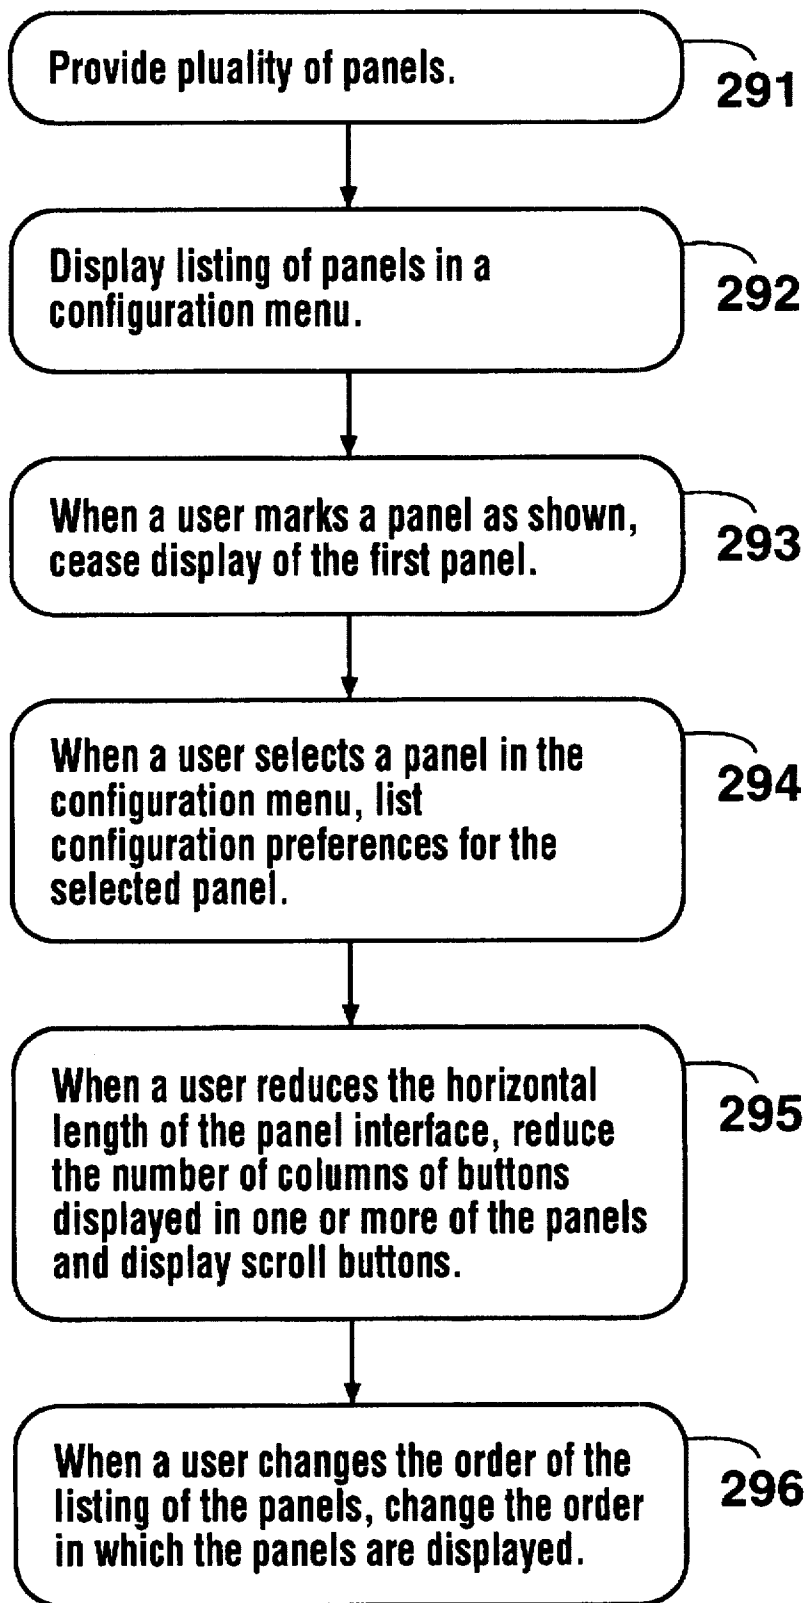 Provide pluality of panels.
291
Display listing of panels in a
configuration menu.
292
When a user marks a panel as shown,
cease display of the first panel.
293
When a user selects a panel in the
configuration menu, list
configuration preferences for the
selected panel.
294
When a user reduces the horizontal
length of the panel interface, reduce
the number of columns of buttons
displayed in one or more of the panels
and display scroll buttons.
295
When a user changes the order of the
listing of the panels, change the order
in which the panels are displayed.
296